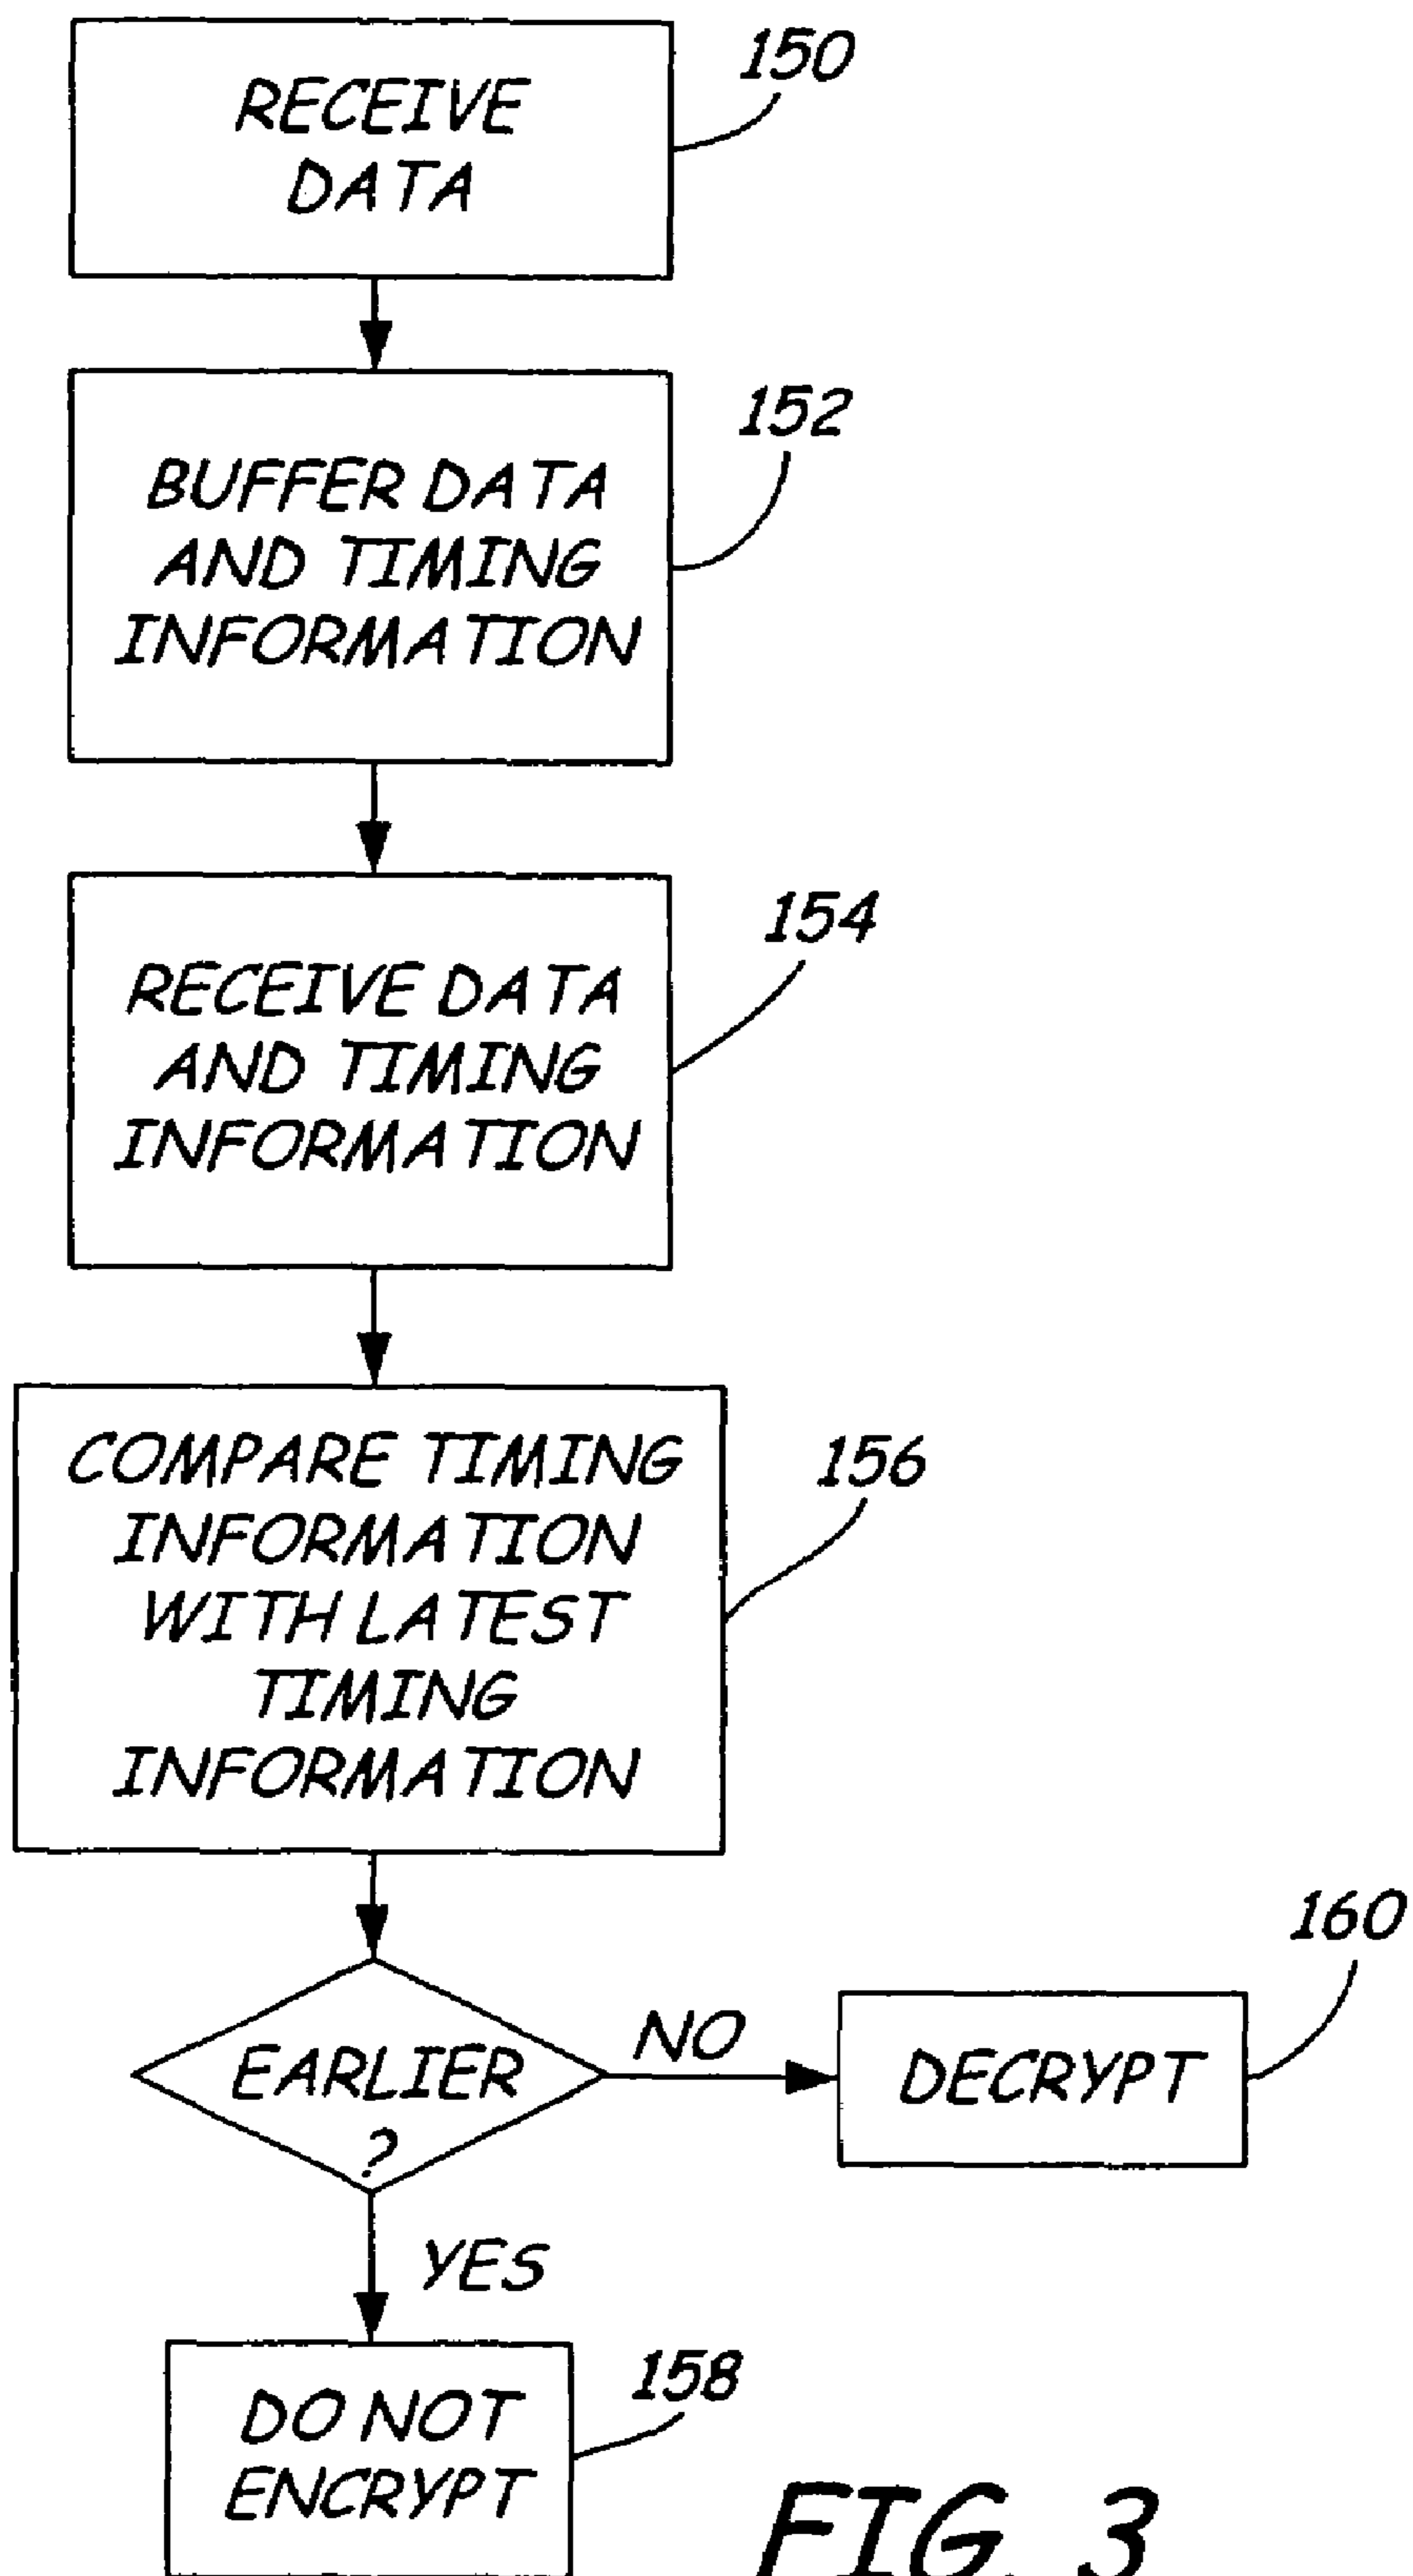 150
RECEIVE
DATA
152
BUFFER DATA
AND TIMING
INFORMATION
154
RECEIVE DATA
AND TIMING
INFORMATION
156
COMPARE TIMING
INFORMATION
WITH LATEST
TIMING
INFORMATION
160
EARLIER
?
NO
DECRYPT
YES
158
DO NOT
ENCRYPT
FIG. 3